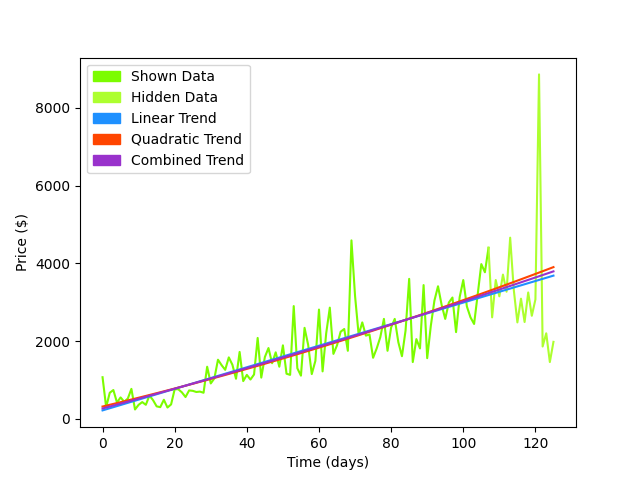 Shown Data
Hidden Data
Linear Trend
Quadratic Trend
Combined Trend
8000
6000
4000
2000
0
Price ($)
0 20 40 60 80 100 120
Time (days)